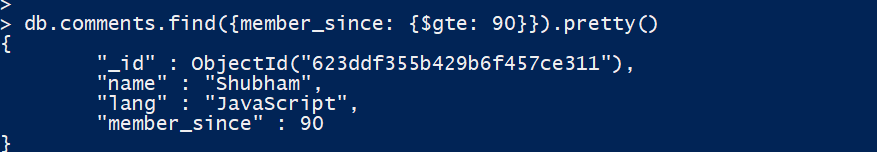 >
> db.comments.find({member_since: {$gte: 90}}).pretty()
{
        "_id" : ObjectId("623ddf355b429b6f457ce311"),
        "name" : "Shubham",
        "lang" : "JavaScript",
        "member_since" : 90
}